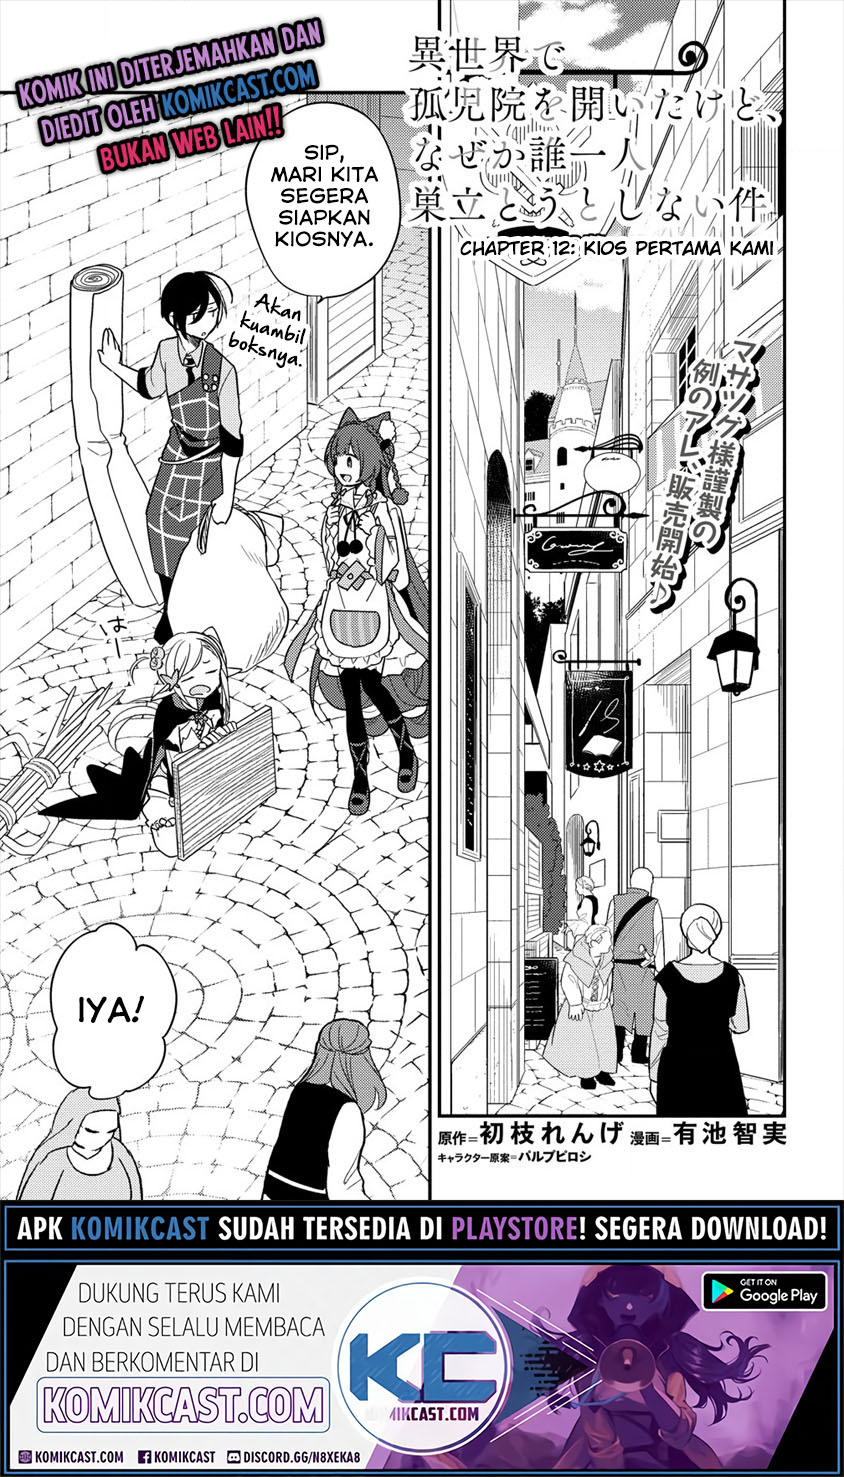 KOMIK INI DITERJEMAHKAN DAN
DIEDIT OLEH KOMIKCAST.COM
BUKAN WEB LAIN!!
異世界で
孤児院を開いたけど、
なぜか誰一人
巣立とうとしない件
CHAPTER 12: KIOS PERTAMA KAMI
マサツグ様謹製の
例のアレ、販売開始♪
SIP,
MARI KITA
SEGERA
SIAPKAN
KIOSNYA.
Akan
kuambil
boksnya.
はーい
IYA!
原作=初枝れんげ 漫画=有池智実
キャラクター原案=パルプピロシ
APK KOMIKCAST SUDAH TERSEDIA DI PLAYSTORE! SEGERA DOWNLOAD!
DUKUNG TERUS KAMI
DENGAN SELALU MEMBACA
DAN BERKOMENTAR DI
KOMIKCAST.COM
KOMIKCAST.COM KOMIKCAST DISCORD.GG/N8XEKA8
KC
KOMIKCAST.COM
GET IT ON
Google Play